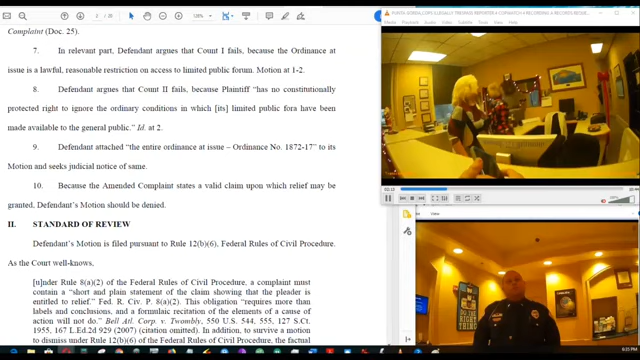 2 / 20
125%
Complaint (Doc. 25).
7. In relevant part, Defendant argues that Count I fails, because the Ordinance at
issue is a lawful, reasonable restriction on access to limited public forum. Motion at 1-2.
8. Defendant argues that Count II fails, because Plaintiff “has no constitutionally
protected right to ignore the ordinary conditions in which [its] limited public fora have been
made available to the general public.” Id. at 2.
9. Defendant attached “the entire ordinance at issue – Ordinance No. 1872-17” to its
Motion and seeks judicial notice of same.
10. Because the Amended Complaint states a valid claim upon which relief may be
granted, Defendant’s Motion should be denied.
II. STANDARD OF REVIEW
Defendant’s Motion is filed pursuant to Rule 12(b)(6), Federal Rules of Civil Procedure.
As the Court well-knows,
[u]nder Rule 8(a)(2) of the Federal Rules of Civil Procedure, a complaint must
contain a “short and plain statement of the claim showing that the pleader is
entitled to relief.” Fed. R. Civ. P. 8(a)(2). This obligation “requires more than
labels and conclusions, and a formulaic recitation of the elements of a cause of
action will not do.” Bell Atl. Corp. v. Twombly, 550 U.S. 544, 555, 127 S.Ct.
1955, 167 L.Ed.2d 929 (2007) (citation omitted). In addition, to survive a motion
to dismiss under Rule 12(b)(6) of the Federal Rules of Civil Procedure, the factual
Media Playback Audio Video Subtitle Tools View Help
View
DO THE
RIGHT
THING
6:55 PM